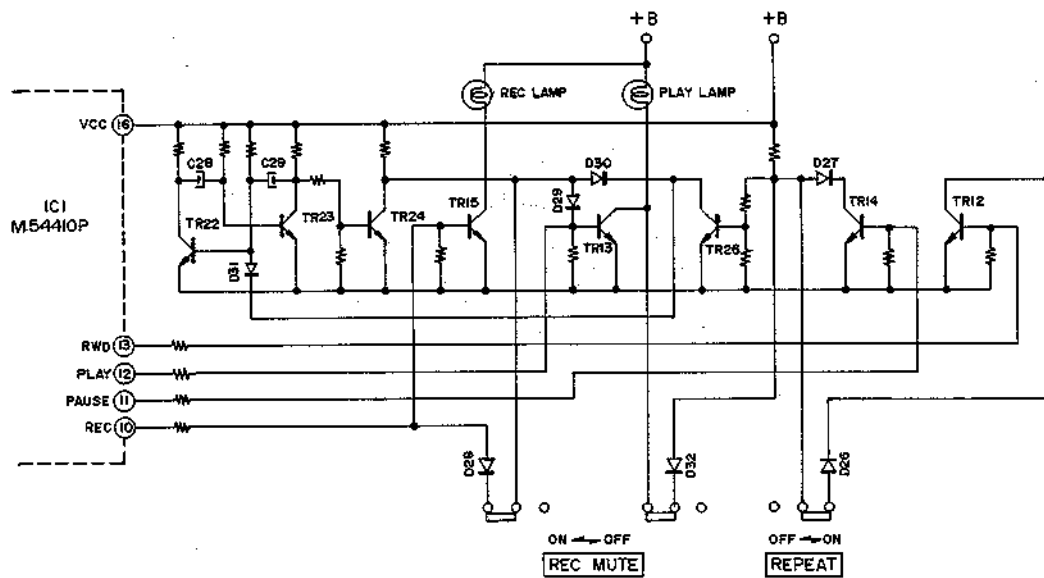 +B
+B
REC LAMP
PLAY LAMP
VCC 16
C28
C29
D30
D27
IC1
M54410P
TR22
TR23
TR24
TR15
D29
TR13
TR26
TR14
TR12
D31
RWD 13
PLAY 12
PAUSE 11
REC 10
D28
D32
D26
ON OFF
OFF ON
REC MUTE
REPEAT